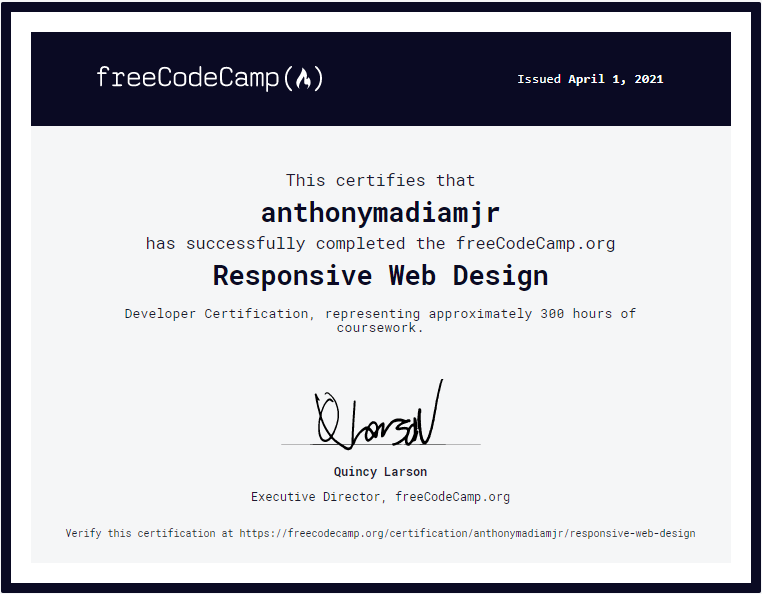 freeCodeCamp(🔥)
Issued April 1, 2021
This certifies that
anthonymadiamjr
has successfully completed the freeCodeCamp.org
Responsive Web Design
Developer Certification, representing approximately 300 hours of
coursework.
Q Larson
Quincy Larson
Executive Director, freeCodeCamp.org
Verify this certification at https://freecodecamp.org/certification/anthonymadiamjr/responsive-web-design